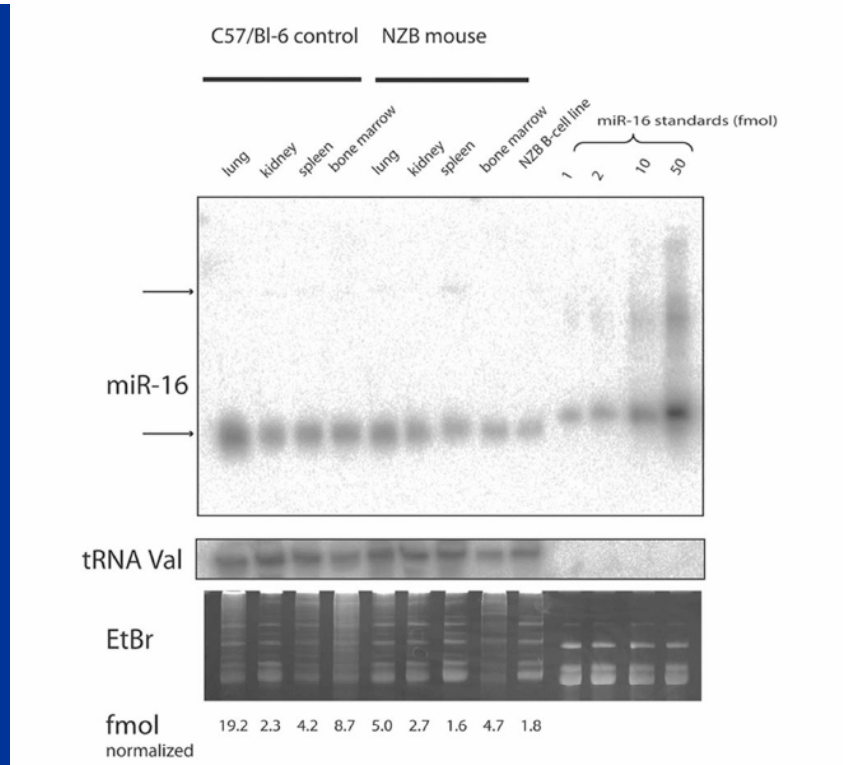 C57/Bl-6 control NZB mouse
miR-16 standards (fmol)
lung kidney spleen bone marrow lung kidney spleen bone marrow NZB B-cell line 1 2 10 50
miR-16
tRNA Val
EtBr
fmol 19.2 2.3 4.2 8.7 5.0 2.7 1.6 4.7 1.8
normalized